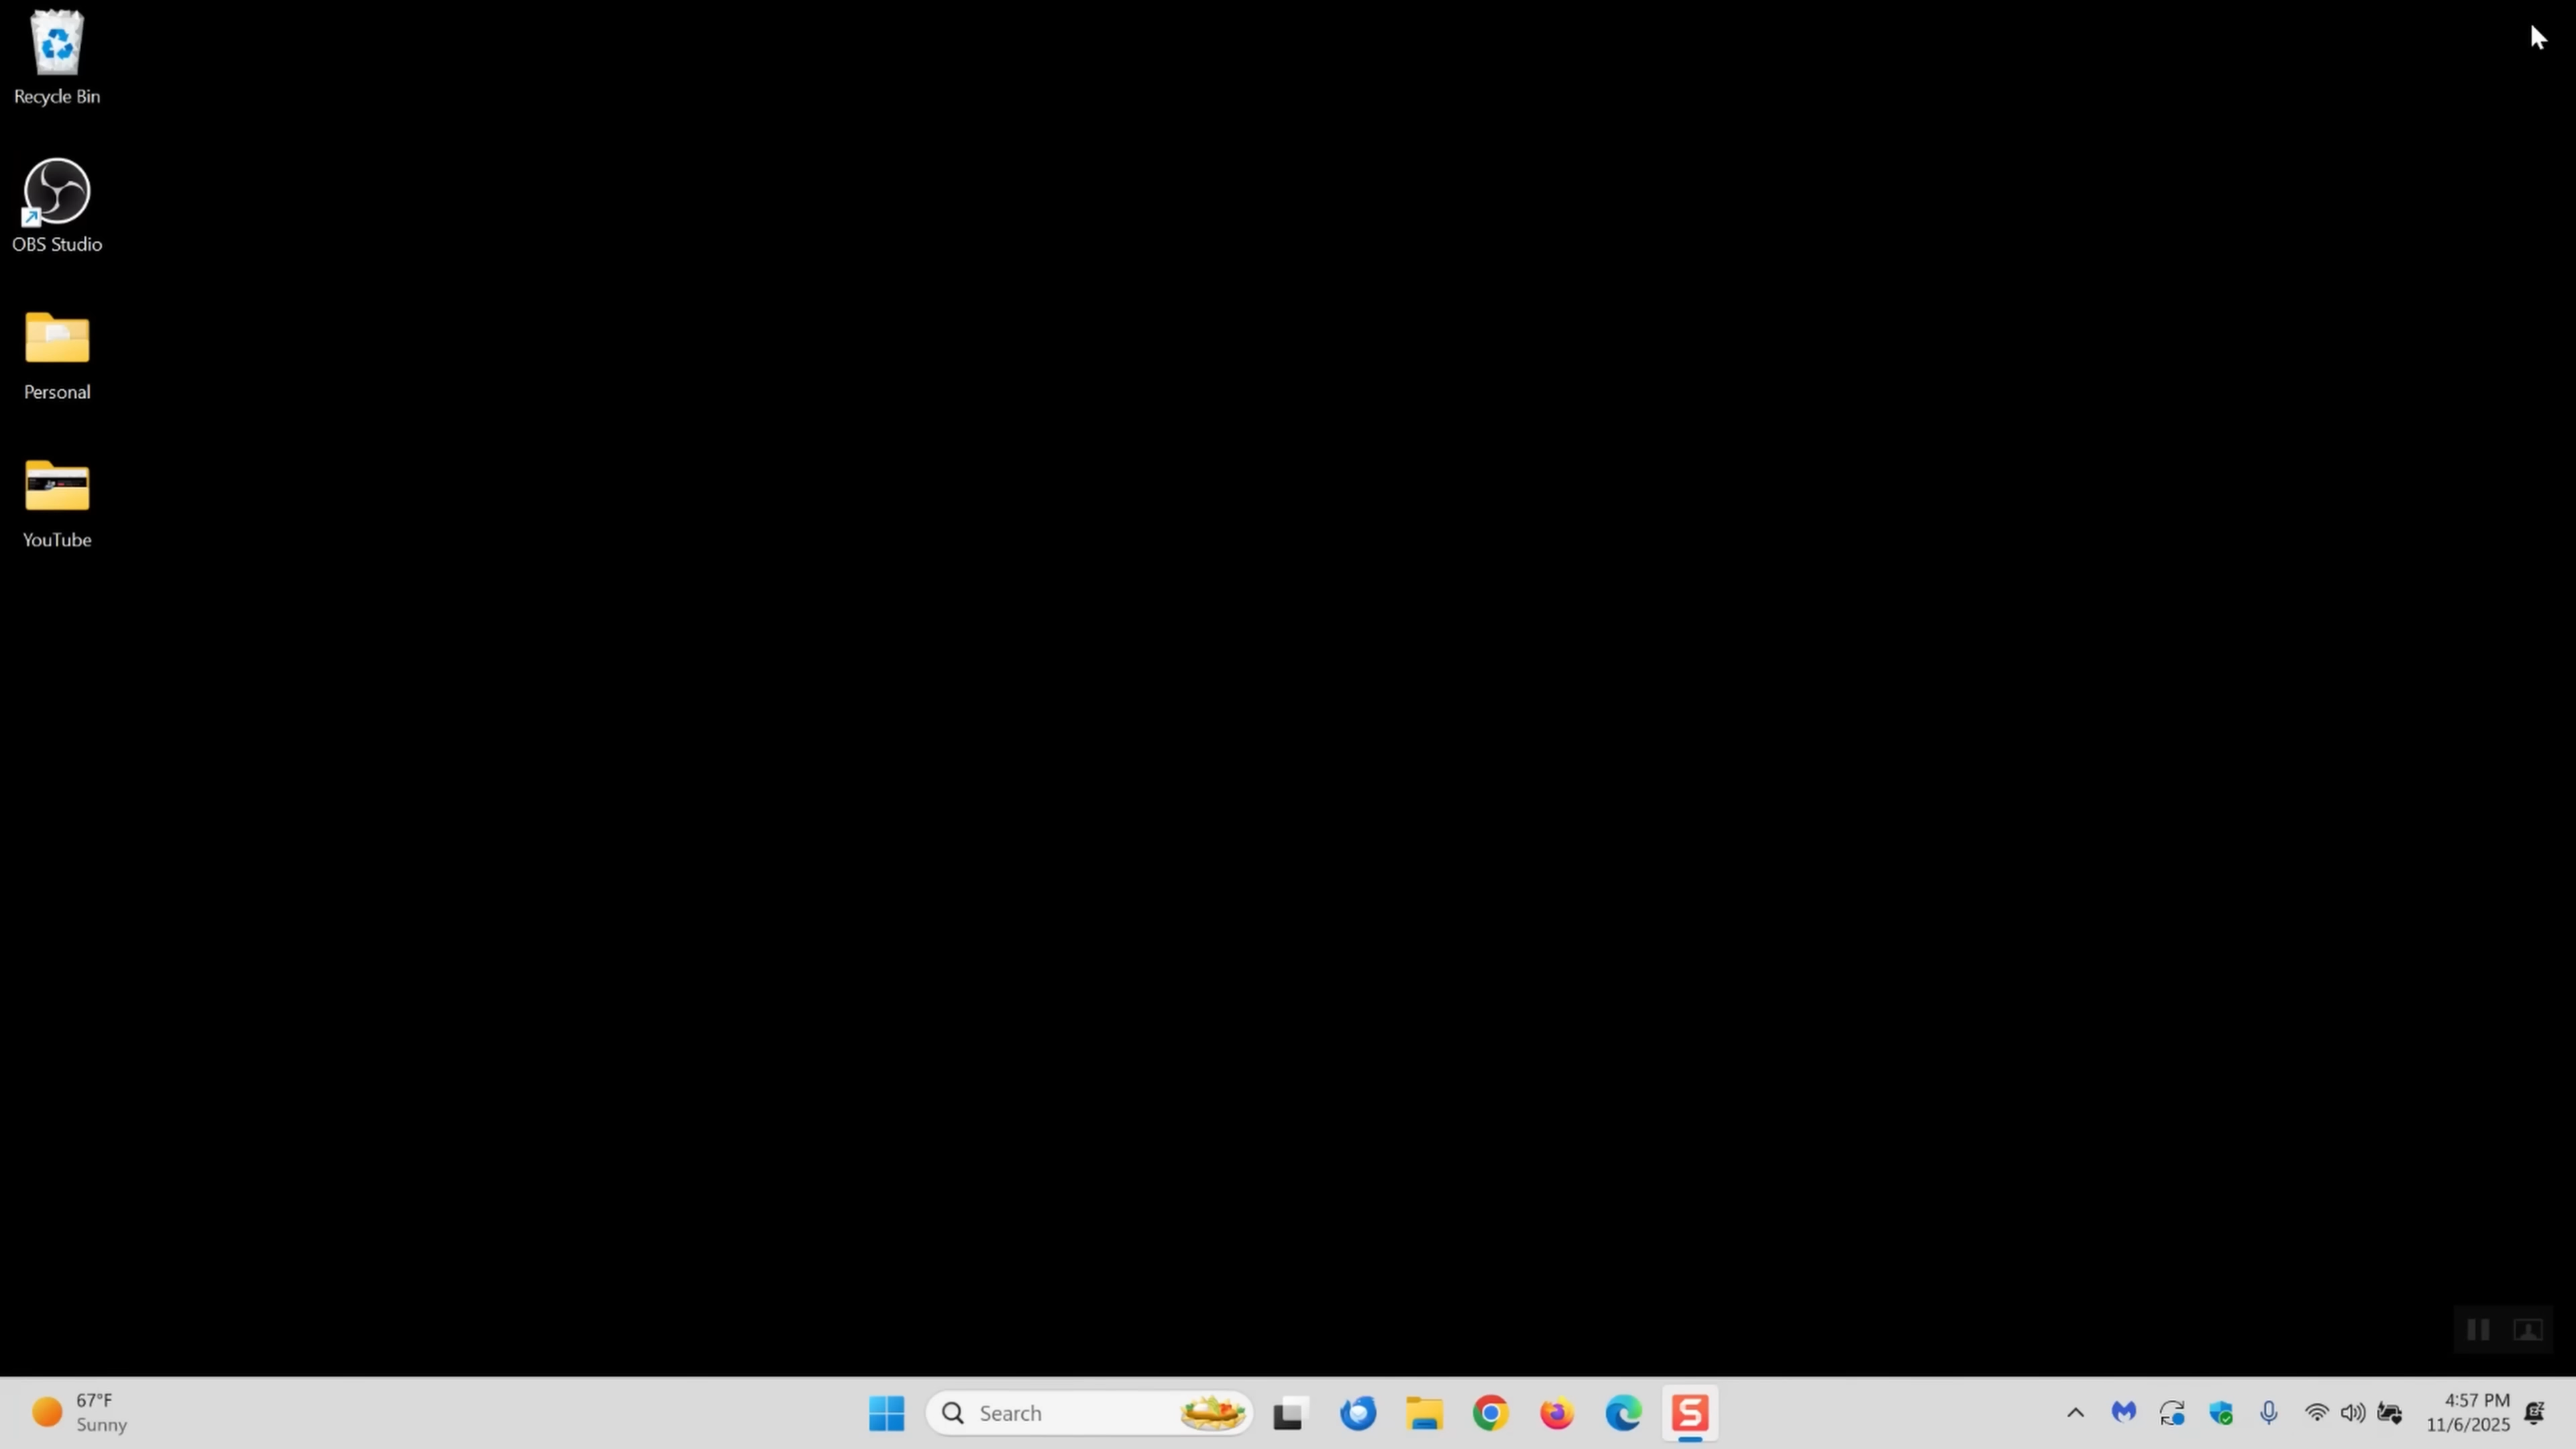 Recycle Bin
OBS Studio
Personal
YouTube
67°F
Sunny
Search
4:57 PM
11/6/2025